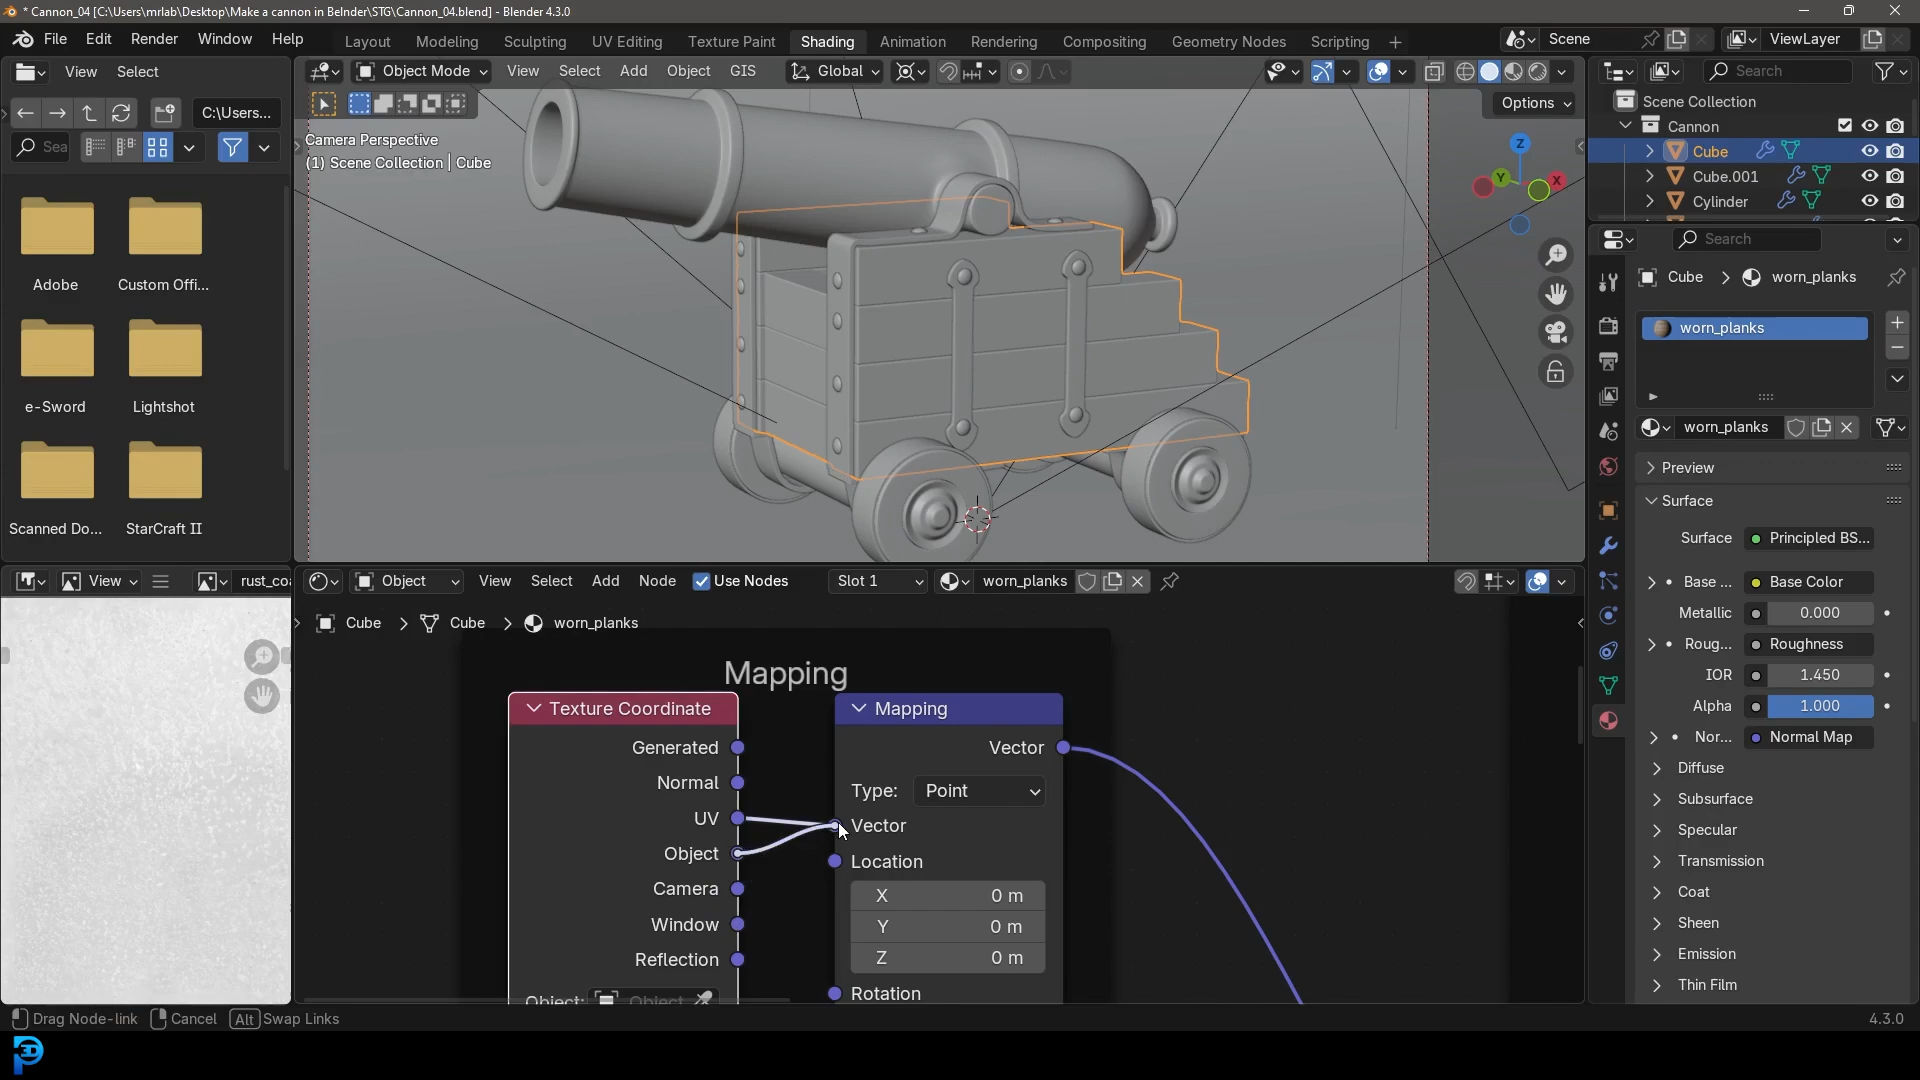 * Cannon_04 [C:\Users\mrlab\Desktop\Make a cannon in Belnder\STG\Cannon_04.blend] - Blender 4.3.0
File Edit Render Window Help Layout Modeling Sculpting UV Editing Texture Paint Shading Animation Rendering Compositing Geometry Nodes Scripting + Scene ViewLayer
View Select Object Mode View Select Add Object GIS Global Search
C:\Users... Options Scene Collection
Sea Camera Perspective Cannon
(1) Scene Collection | Cube Cube
Cube.001
Cylinder
Z
Y
X
Search
Adobe Custom Offi...
Cube > worn_planks
worn_planks
e-Sword Lightshot
worn_planks
Preview
Surface
Scanned Do... StarCraft II
Surface Principled BS...
View rust_coa Object View Select Add Node Use Nodes Slot 1 worn_planks
Base ... Base Color
Metallic 0.000
Cube > Cube > worn_planks
Roug... Roughness
Mapping
IOR 1.450
Texture Coordinate Mapping
Alpha 1.000
Generated Vector
Nor... Normal Map
Normal Type: Point
Diffuse
Subsurface
UV Vector
Specular
Object Location
Transmission
Camera X 0 m
Coat
Window Y 0 m
Sheen
Reflection Z 0 m
Emission
Object: Object Rotation
Thin Film
Drag Node-link Cancel Alt Swap Links 4.3.0